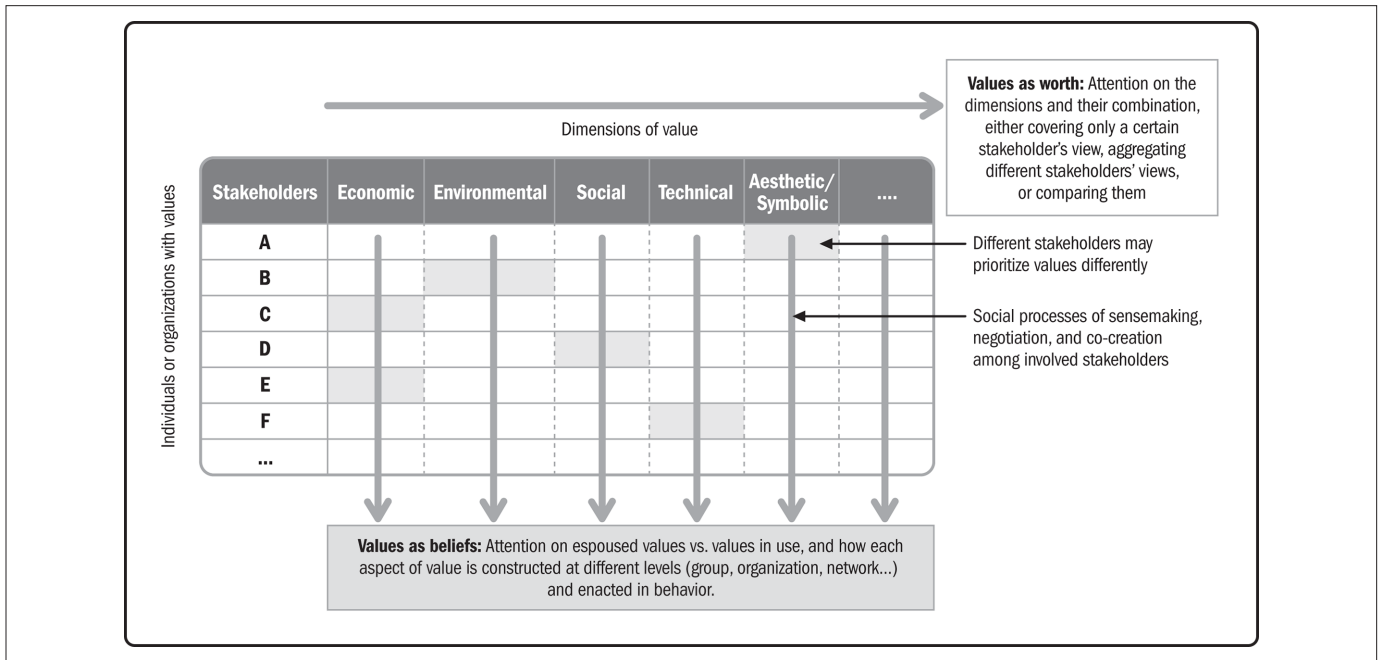 Values as worth: Attention on the
dimensions and their combination,
either covering only a certain
stakeholder's view, aggregating
different stakeholders' views,
or comparing them
Dimensions of value
Individuals or organizations with values
Stakeholders Economic Environmental Social Technical Aesthetic/
Symbolic ....
A
Different stakeholders may
prioritize values differently
B
C
Social processes of sensemaking,
negotiation, and co-creation
among involved stakeholders
D
E
F
...
Values as beliefs: Attention on espoused values vs. values in use, and how each
aspect of value is constructed at different levels (group, organization, network...)
and enacted in behavior.